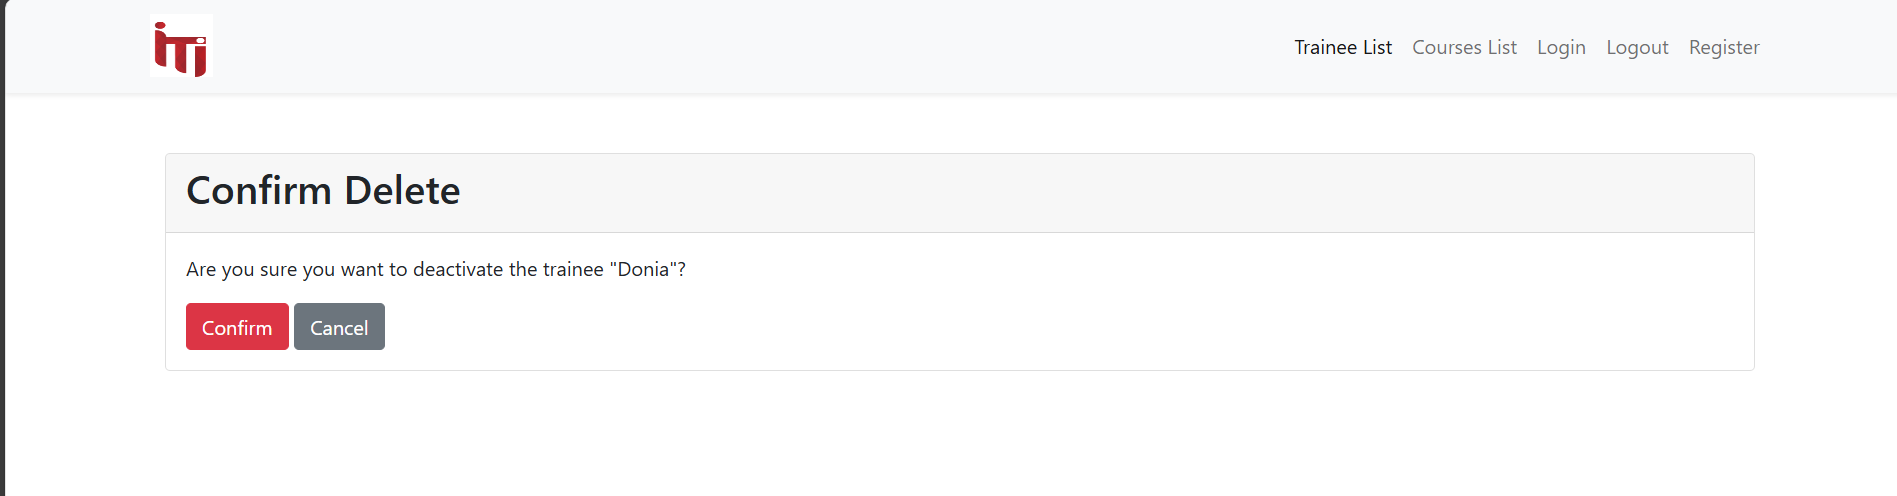 iTi
Trainee List Courses List Login Logout Register
Confirm Delete
Are you sure you want to deactivate the trainee "Donia"?
Confirm Cancel